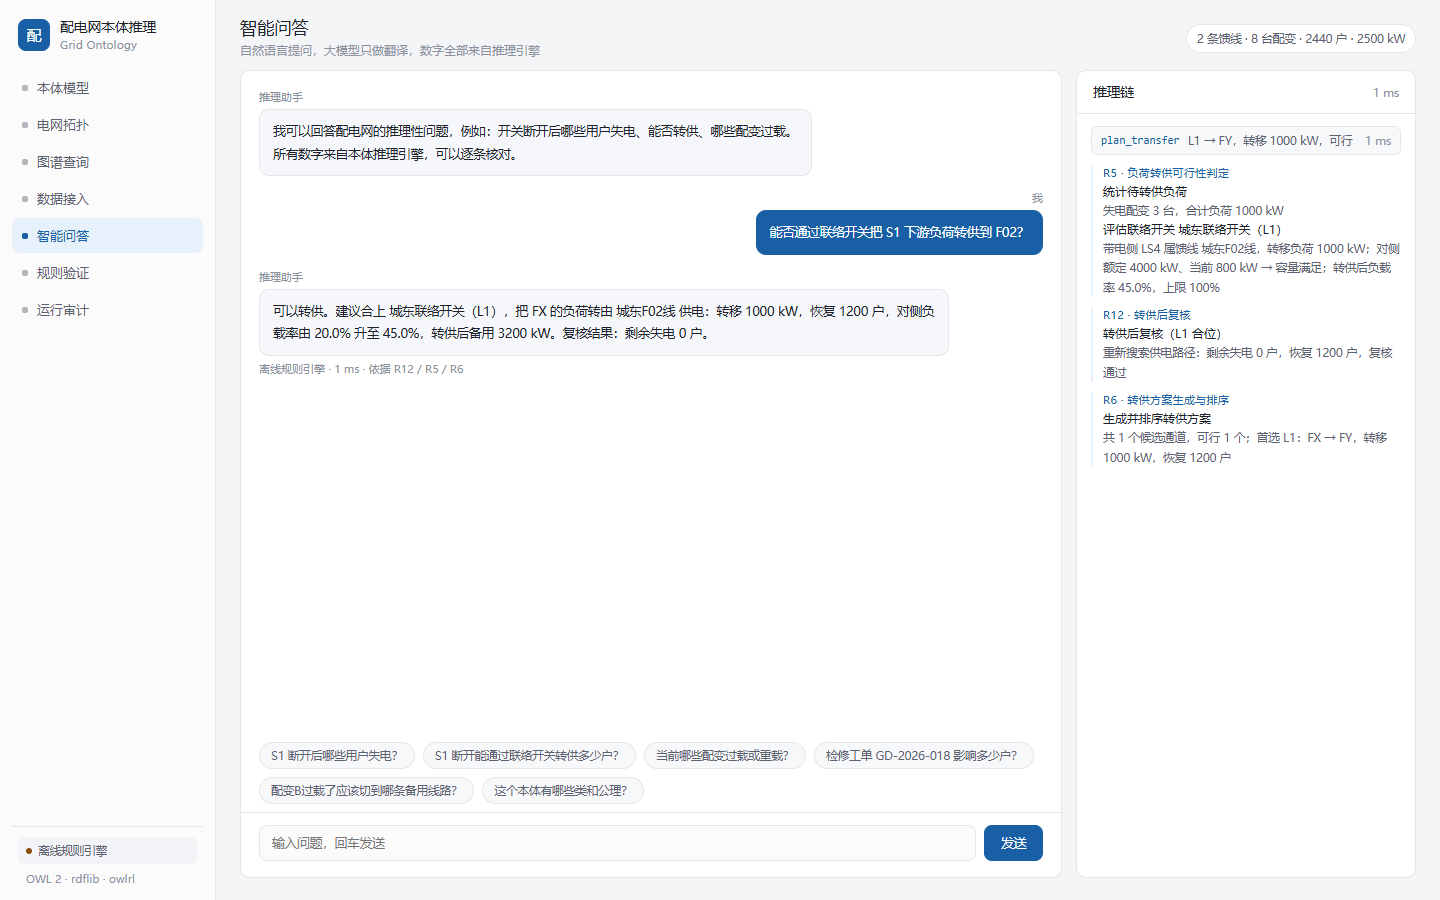 配
配电网本体推理
Grid Ontology
本体模型
电网拓扑
图谱查询
数据接入
智能问答
规则验证
运行审计
离线规则引擎
OWL 2 · rdflib · owlrl
智能问答
自然语言提问，大模型只做翻译，数字全部来自推理引擎
2 条馈线 · 8 台配变 · 2440 户 · 2500 kW
推理助手
我可以回答配电网的推理性问题，例如：开关断开后哪些用户失电、能否转供、哪些配变过载。
所有数字来自本体推理引擎，可以逐条核对。
我
能否通过联络开关把 S1 下游负荷转供到 F02？
推理助手
可以转供。建议合上 城东联络开关（L1），把 FX 的负荷转由 城东F02线 供电：转移 1000 kW，恢复 1200 户，对侧负
载率由 20.0% 升至 45.0%，转供后备用 3200 kW。复核结果：剩余失电 0 户。
离线规则引擎 · 1 ms · 依据 R12 / R5 / R6
S1 断开后哪些用户失电？
S1 断开能通过联络开关转供多少户？
当前哪些配变过载或重载？
检修工单 GD-2026-018 影响多少户？
配变B过载了应该切到哪条备用线路？
这个本体有哪些类和公理？
输入问题，回车发送
发送
推理链
1 ms
plan_transfer L1 → FY，转移 1000 kW，可行 1 ms
R5 · 负荷转供可行性判定
统计待转供负荷
失电配变 3 台，合计负荷 1000 kW
评估联络开关 城东联络开关（L1）
带电侧 LS4 属馈线 城东F02线，转移负荷 1000 kW；对侧
额定 4000 kW、当前 800 kW → 容量满足；转供后负载
率 45.0%，上限 100%
R12 · 转供后复核
转供后复核（L1 合位）
重新搜索供电路径：剩余失电 0 户，恢复 1200 户，复核
通过
R6 · 转供方案生成与排序
生成并排序转供方案
共 1 个候选通道，可行 1 个；首选 L1：FX → FY，转移
1000 kW，恢复 1200 户